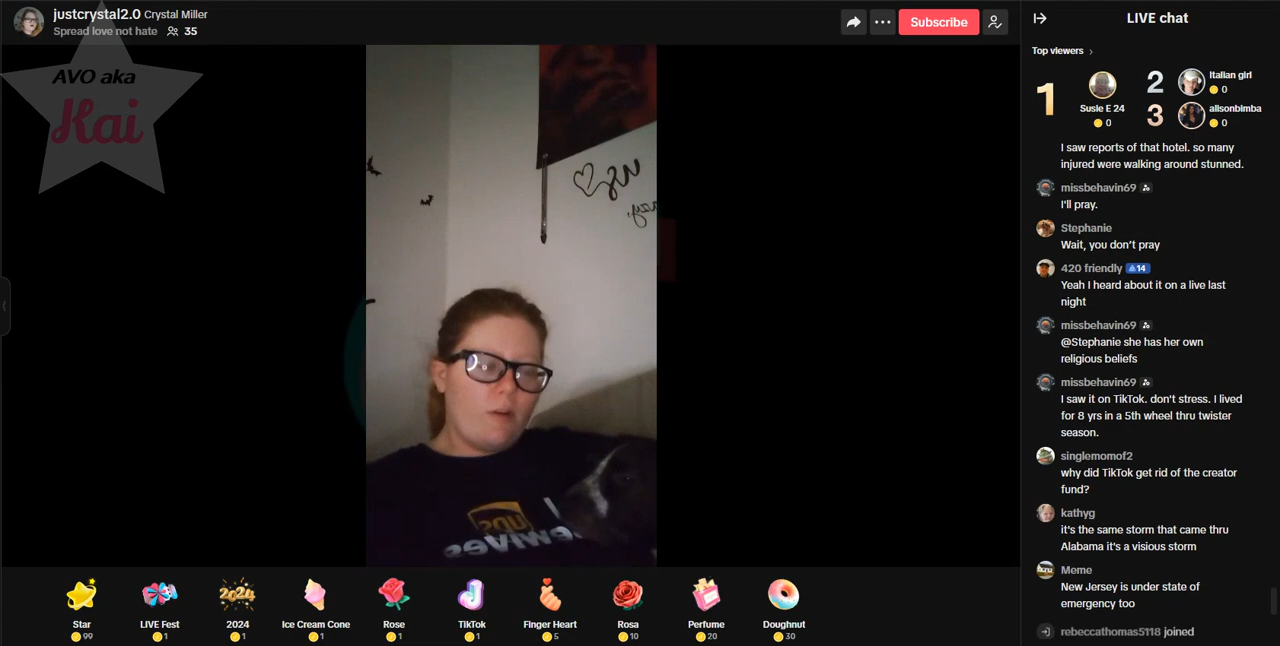 justcrystal2.0 Crystal Miller
Spread love not hate 35
Subscribe
LIVE chat
AVO aka
Kai
Top viewers
1
Susie E 24
0
2
Italian girl
0
3
alisonbimba
0
I saw reports of that hotel. so many
injured were walking around stunned.
missbehavin69
I'll pray.
Stephanie
Wait, you don’t pray
420 friendly 14
Yeah I heard about it on a live last
night
missbehavin69
@Stephanie she has her own
religious beliefs
missbehavin69
I saw it on TikTok. don't stress. I lived
for 8 yrs in a 5th wheel thru twister
season.
singlemomof2
why did TikTok get rid of the creator
fund?
kathyg
it's the same storm that came thru
Alabama it's a visious storm
Meme
New Jersey is under state of
emergency too
rebeccathomas5118 joined
us
ups
2024
Star
99
LIVE Fest
1
2024
1
Ice Cream Cone
1
Rose
1
TikTok
1
Finger Heart
5
Rosa
10
Perfume
20
Doughnut
30